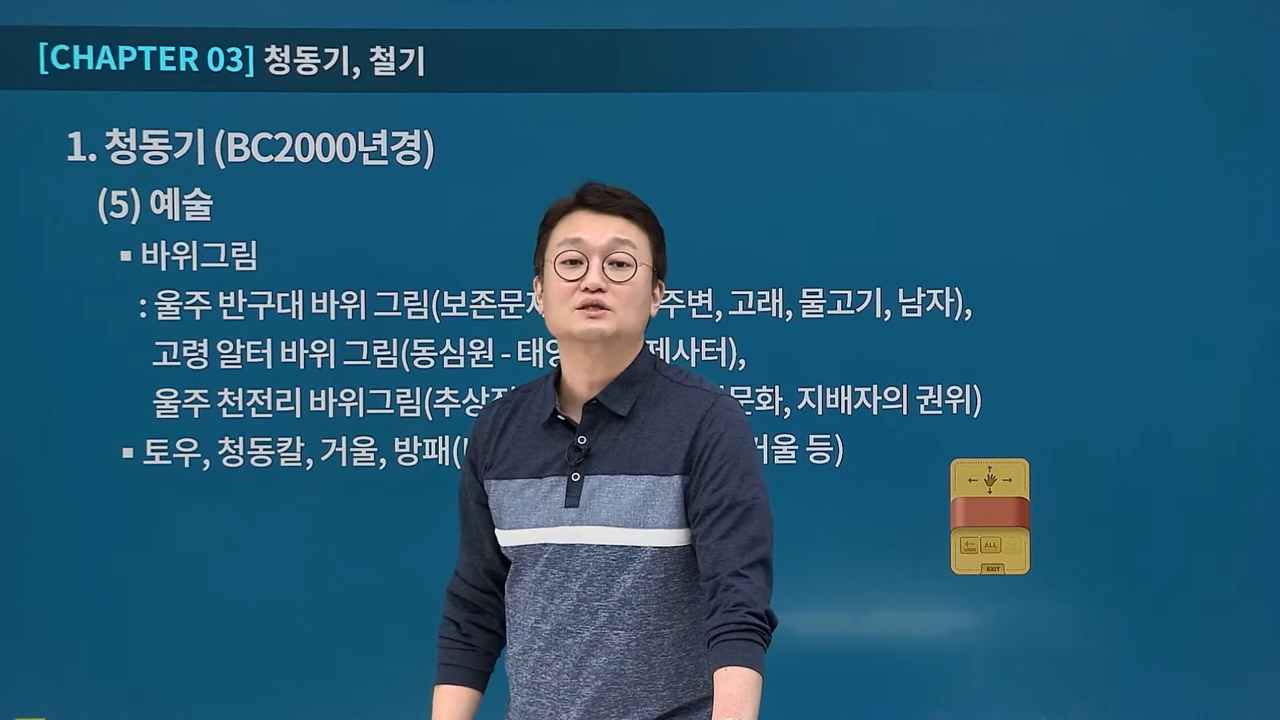 [CHAPTER 03] 청동기, 철기
1. 청동기 (BC2000년경)
(5) 예술
▪ 바위그림
: 울주 반구대 바위 그림(보존문 주변, 고래, 물고기, 남자),
고령 알터 바위 그림(동심원 - 태양 제사터),
울주 천전리 바위그림(추상 문화, 지배자의 권위)
▪ 토우, 청동칼, 거울, 방패( 거울 등)
ALL
EXIT